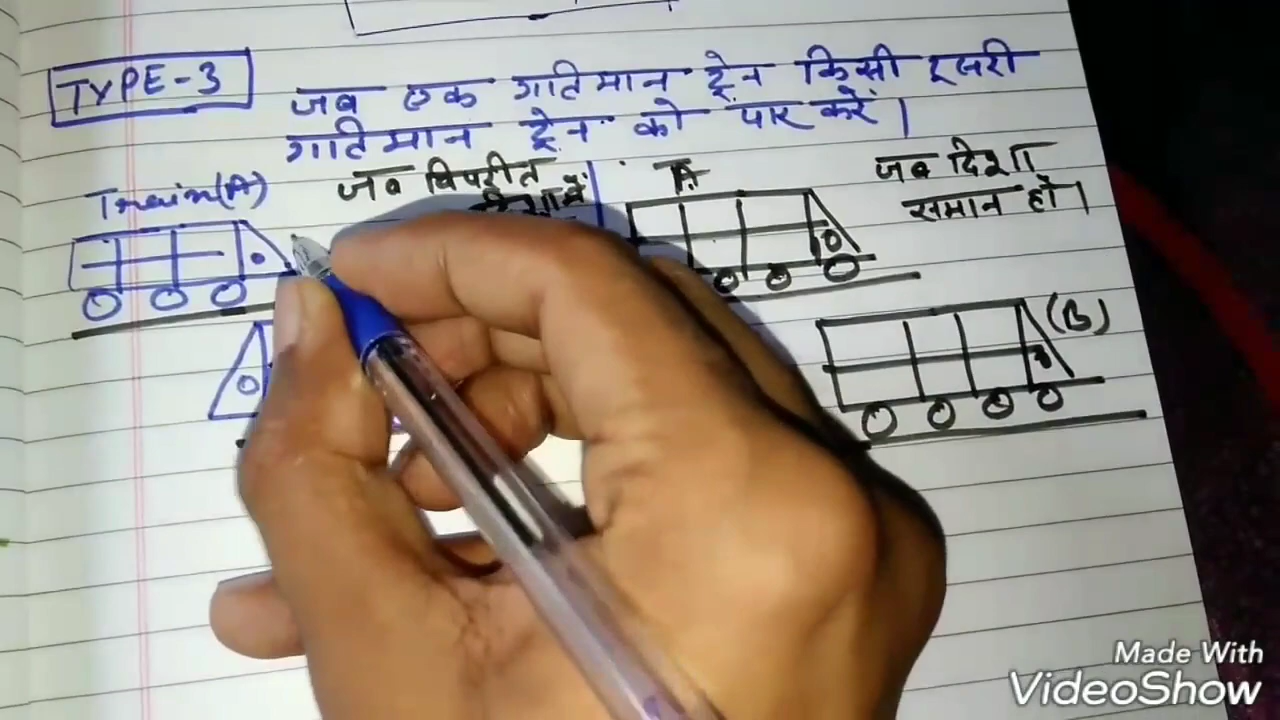 TYPE-3
जब एक गतिमान ट्रेन किसी दूसरी
गतिमान ट्रेन को पार करें।
Train(A)
जब विपरीत
दिशा में
A
जब दिशा
समान हो।
(B)
Made With
VideoShow